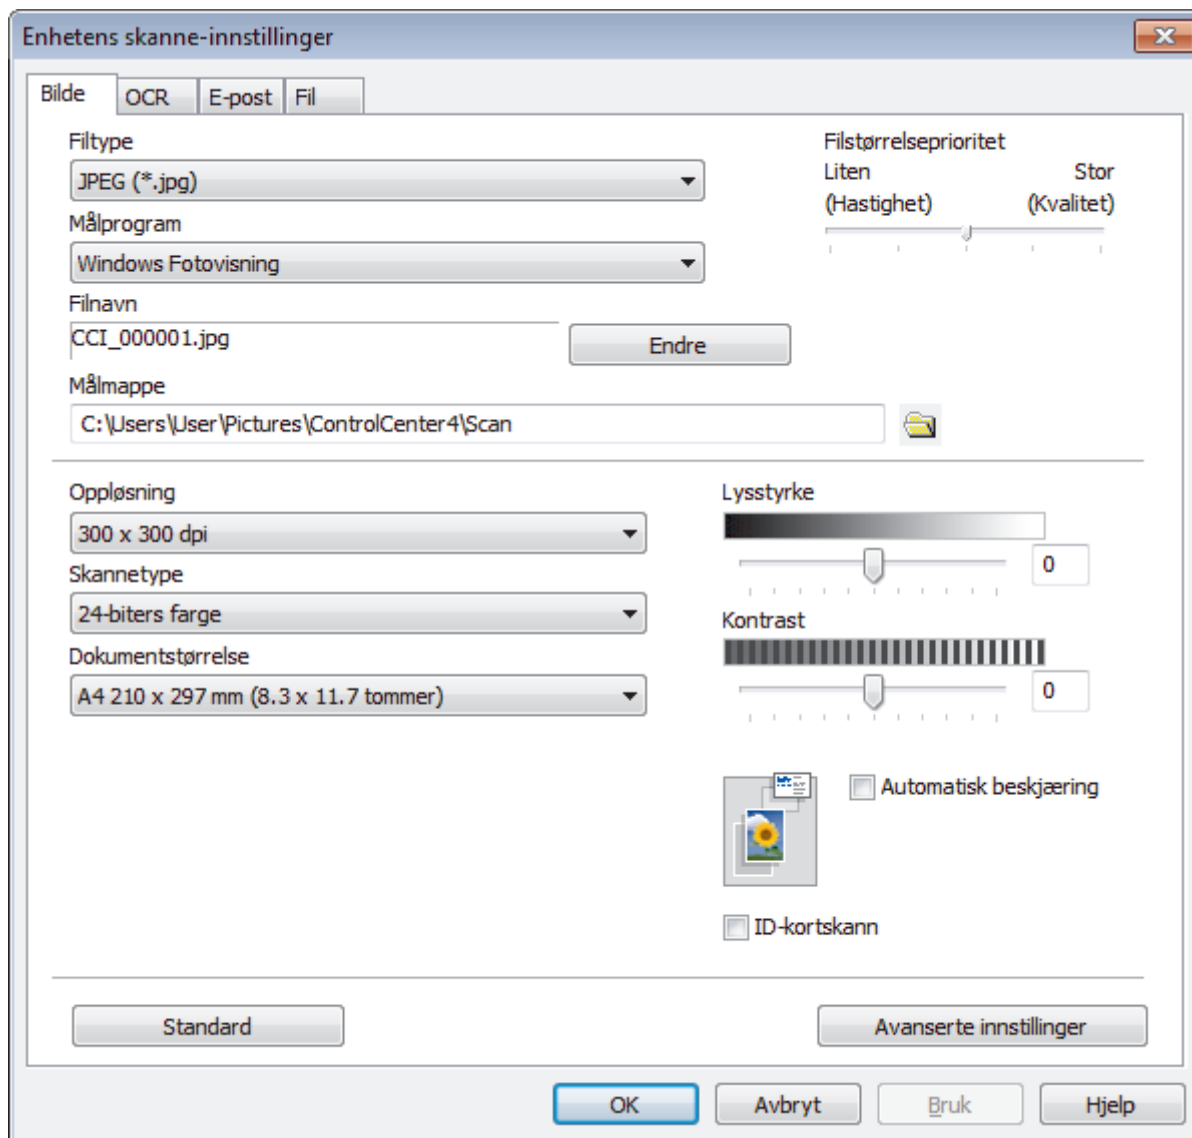 Enhetens skanne-innstillinger
Bilde OCR E-post Fil
Filtype
JPEG (*.jpg)
Målprogram
Windows Fotovisning
Filnavn
CCI_000001.jpg
Endre
Målmappe
C:\Users\User\Pictures\ControlCenter4\Scan
Filstørrelseprioritet
Liten Stor
(Hastighet) (Kvalitet)
Oppløsning
300 x 300 dpi
Skannetype
24-biters farge
Dokumentstørrelse
A4 210 x 297 mm (8.3 x 11.7 tommer)
Lysstyrke
0
Kontrast
0
Automatisk beskjæring
ID-kortskann
Standard
Avanserte innstillinger
OK Avbryt Bruk Hjelp